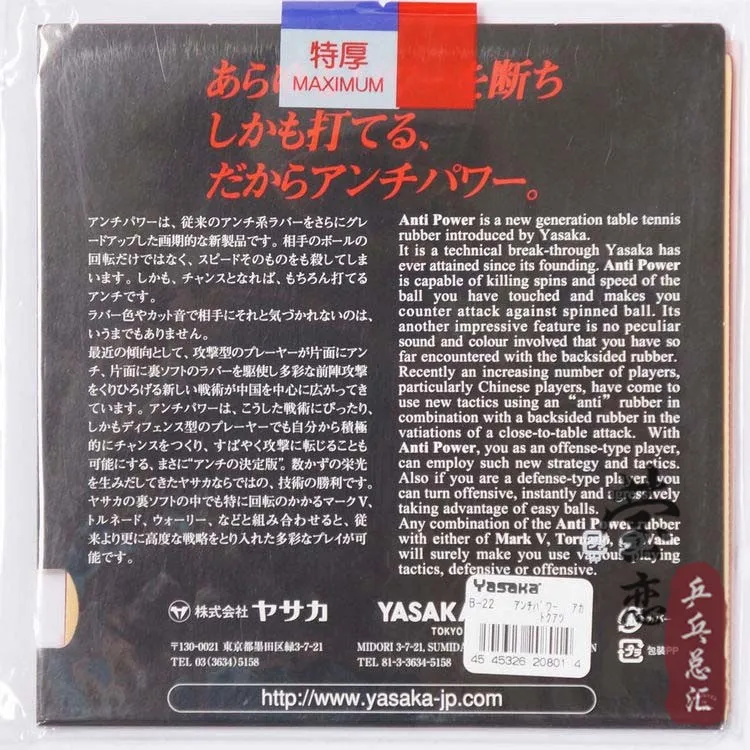 特厚
MAXIMUM
あら
を断ち
しかも打てる、
だからアンチパワー。
アンチパワーは、従来のアンチ系ラバーをさらにグレ
ードアップした画期的な新製品です。相手のボールの
回転だけではなく、スピードそのものをも殺してしま
います。しかも、チャンスとなれば、もちろん打てる
アンチです。
ラバー色やカット音で相手にそれと気づかれないのは、
いうまでもありません。
最近の傾向として、攻撃型のプレーヤーが片面にアン
チ、片面に裏ソフトのラバーを駆使し多彩な前陣攻撃
をくりひろげる新しい戦術が中国を中心に広がってき
ています。アンチパワーは、こうした戦術にぴったり、
しかもディフェンス型のプレーヤーでも自分から積極
的にチャンスをつくり、すばやく攻撃に転じることも
可能にする、まさに“アンチの決定版”。数かずの栄光
を生みだしてきたヤサカならではの、技術の勝利です。
ヤサカの裏ソフトの中でも特に回転のかかるマークV、
トルネード、ウォーリー、などと組み合わせると、従
来より更に高度な戦略をとり入れた多彩なプレイが可
能です。
Anti Power is a new generation table tennis
rubber introduced by Yasaka.
It is a technical break-through Yasaka has
ever attained since its founding. Anti Power
is capable of killing spins and speed of the
ball you have touched and makes you
counter attack against spinned ball. Its
another impressive feature is no peculiar
sound and colour involved that you have so
far encountered with the backsided rubber.
Recently an increasing number of players,
particularly Chinese players, have come to
use new tactics using an “anti” rubber in
combination with a backsided rubber in the
vatiations of a close-to-table attack. With
Anti Power, you as an offense-type player,
can employ such new strategy and tactics.
Also if you are a defense-type player you
can turn offensive, instantly and agressively
taking advantage of easy balls.
Any combination of the Anti Power rubber
with either of Mark V, Tornado,
will surely make you use various playing
tactics, defensive or offensive.
株式会社 ヤサカ
〒130-0021 東京都墨田区緑3-7-21
TEL 03(3634)5158
YASAKA
TOKYO
MIDORI 3-7-21, SUMIDA
TEL 81-3-3634-5158
Yasaka
B-22 アンチパワー アカ
トクアツ
4 545326 208014
包装PP
http://www.yasaka-jp.com
莹恋
乒乓总汇